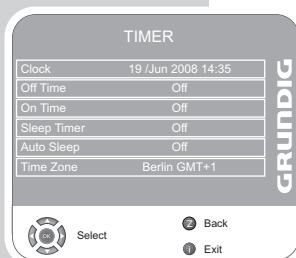 TIMER
Clock 19 /Jun 2008 14:35
Off Time Off
On Time Off
Sleep Timer Off
Auto Sleep Off
Time Zone Berlin GMT+1
GRUNDIG
OK Select Z Back
i Exit